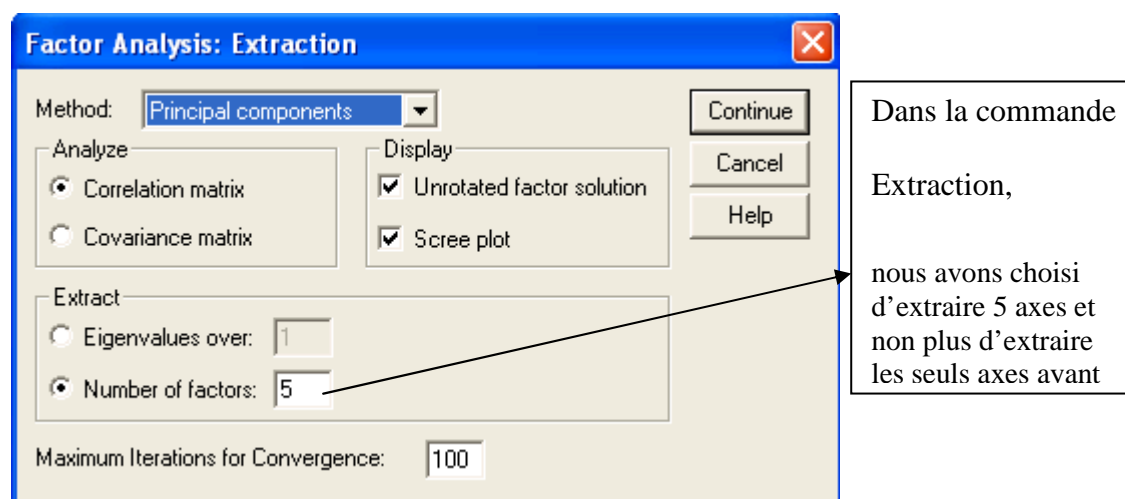 Factor Analysis: Extraction
Method: Principal components
Continue
Cancel
Help
Analyze
Correlation matrix
Covariance matrix
Display
Unrotated factor solution
Scree plot
Extract
Eigenvalues over: 1
Number of factors: 5
Maximum Iterations for Convergence: 100
Dans la commande
Extraction,
nous avons choisi
d'extraire 5 axes et
non plus d'extraire
les seuls axes avant